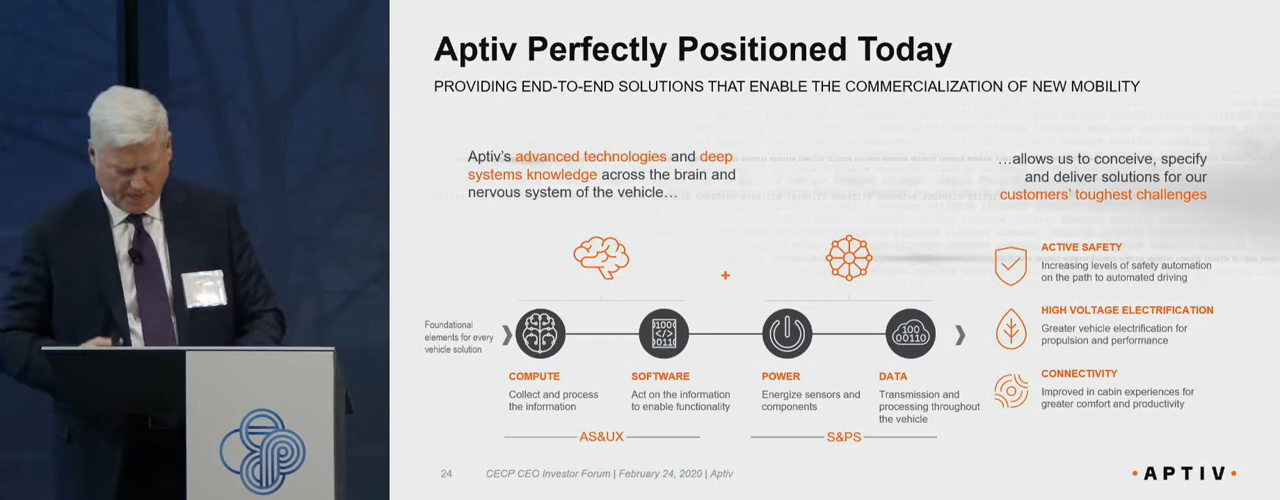 Aptiv Perfectly Positioned Today
PROVIDING END-TO-END SOLUTIONS THAT ENABLE THE COMMERCIALIZATION OF NEW MOBILITY
Aptiv's advanced technologies and deep
systems knowledge across the brain and
nervous system of the vehicle…
…allows us to conceive, specify
and deliver solutions for our
customers' toughest challenges
+
Foundational
elements for every
vehicle solution
1000
</>
0110
100
00110
COMPUTE
Collect and process
the information
SOFTWARE
Act on the information
to enable functionality
POWER
Energize sensors and
components
DATA
Transmission and
processing throughout
the vehicle
AS&UX
S&PS
ACTIVE SAFETY
Increasing levels of safety automation
on the path to automated driving
HIGH VOLTAGE ELECTRIFICATION
Greater vehicle electrification for
propulsion and performance
CONNECTIVITY
Improved in cabin experiences for
greater comfort and productivity
24
CECP CEO Investor Forum | February 24, 2020 | Aptiv
• APTIV •